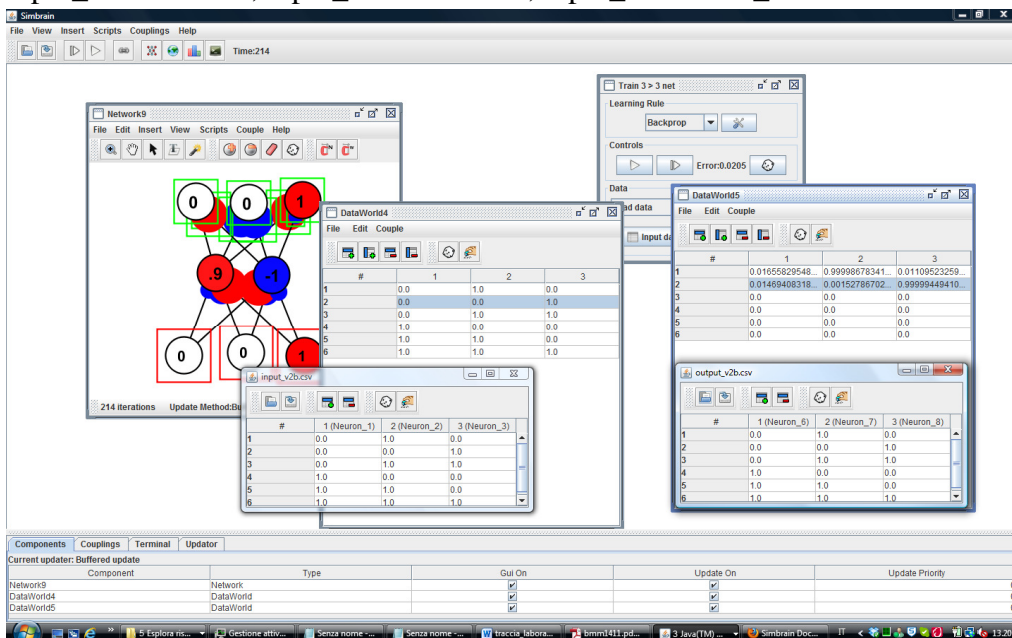 Simbrain
File View Insert Scripts Couplings Help
Time:214
Network9
File Edit Insert View Scripts Couple Help
0 0 1
.9 -1
0 0 1
214 iterations Update Method:Bu
Train 3 > 3 net
Learning Rule
Backprop
Controls
Error:0.0205
Data
ad data
Input da
DataWorld4
File Edit Couple
# 1 2 3
1 0.0 1.0 0.0
2 0.0 0.0 1.0
3 0.0 1.0 1.0
4 1.0 0.0 0.0
5 1.0 1.0 0.0
6 1.0 1.0 1.0
DataWorld5
File Edit Couple
# 1 2 3
1 0.01655829548... 0.99998678341... 0.01109523259...
2 0.01469408318... 0.00152786702... 0.99999449410...
3 0.0 0.0 0.0
4 0.0 0.0 0.0
5 0.0 0.0 0.0
6 0.0 0.0 0.0
input_v2b.csv
# 1 (Neuron_1) 2 (Neuron_2) 3 (Neuron_3)
1 0.0 1.0 0.0
2 0.0 0.0 1.0
3 0.0 1.0 1.0
4 1.0 0.0 0.0
5 1.0 1.0 0.0
6 1.0 1.0 1.0
output_v2b.csv
# 1 (Neuron_6) 2 (Neuron_7) 3 (Neuron_8)
1 0.0 1.0 0.0
2 0.0 0.0 1.0
3 0.0 1.0 1.0
4 1.0 0.0 0.0
5 1.0 1.0 0.0
6 1.0 1.0 1.0
Components Couplings Terminal Updator
Current updater: Buffered update
Component Type Gui On Update On Update Priority
Network9 Network
DataWorld4 DataWorld
DataWorld5 DataWorld
5 Esplora ris... Gestione attiv... Senza nome -... Senza nome -... traccia_labora... bmm1411.pd... 3 Java(TM) ... Simbrain Doc... IT 13.20